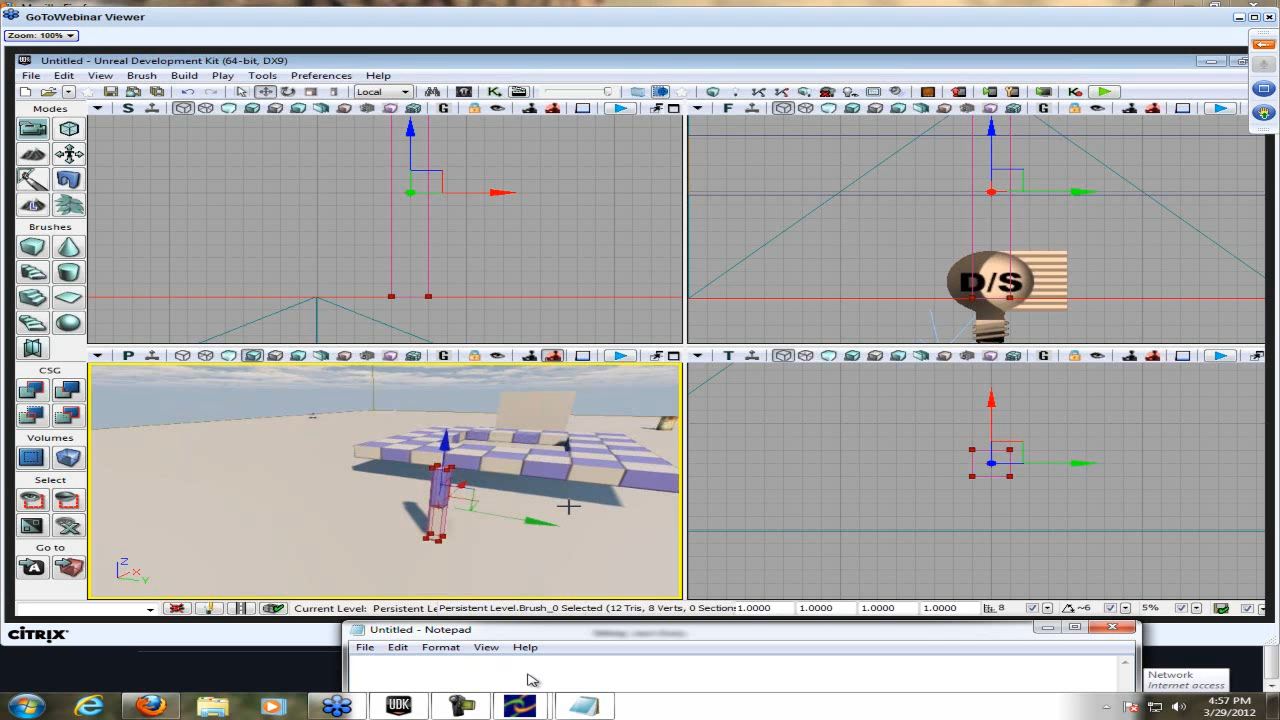 GoToWebinar Viewer
Zoom: 100%
Untitled - Unreal Development Kit (64-bit, DX9)
File Edit View Brush Build Play Tools Preferences Help
Local
Modes
S
G
F
G
D/S
Brushes
P
G
T
G
CSG
Volumes
Select
Go to
Z
X
Y
Current Level: Persistent Le Persistent Level.Brush_0 Selected (12 Tris, 8 Verts, 0 Section 1.0000 1.0000 1.0000 1.0000 8 ~6 5%
CITRIX
Untitled - Notepad
File Edit Format View Help
Network
Internet access
UDK
4:57 PM
3/29/2012